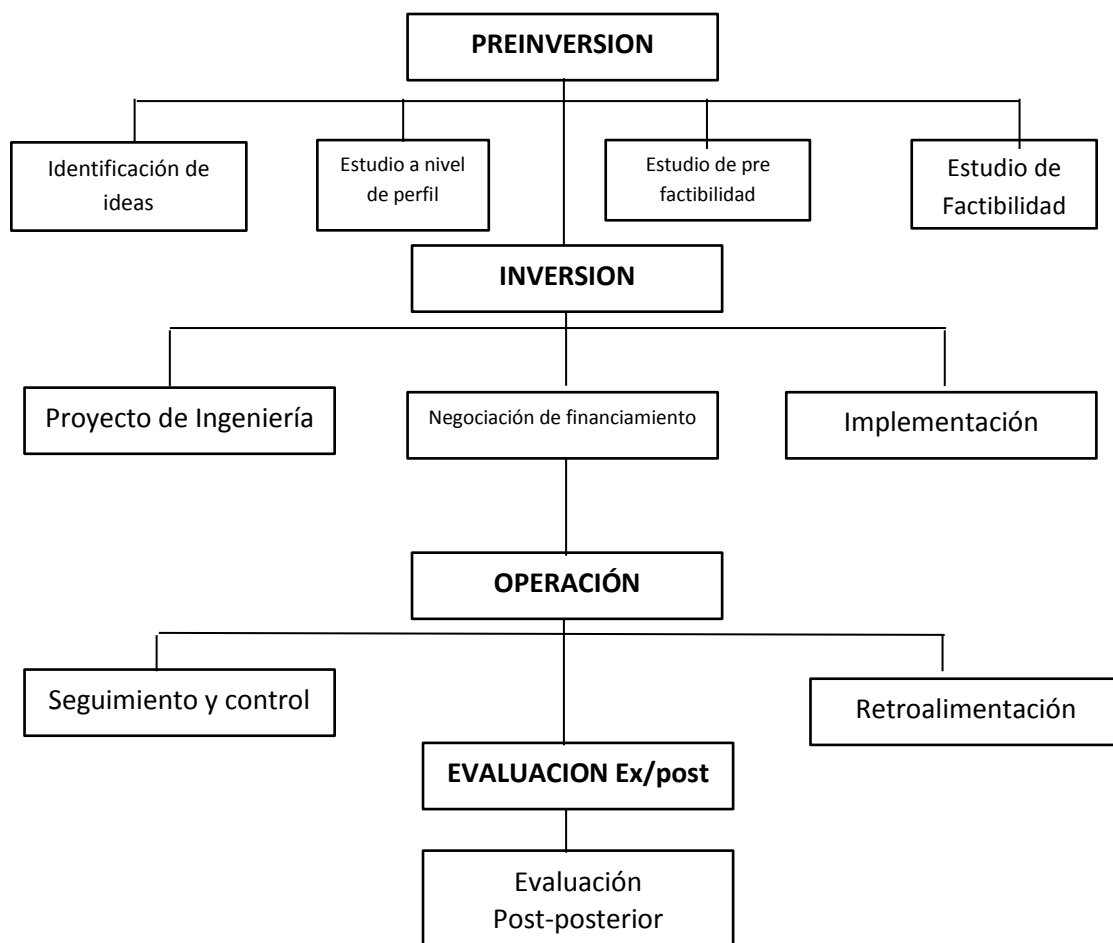 PREINVERSION
Identificación de
ideas
Estudio a nivel
de perfil
Estudio de pre
factibilidad
Estudio de
Factibilidad
INVERSION
Proyecto de Ingeniería
Negociación de financiamiento
Implementación
OPERACIÓN
Seguimiento y control
Retroalimentación
EVALUACION Ex/post
Evaluación
Post-posterior